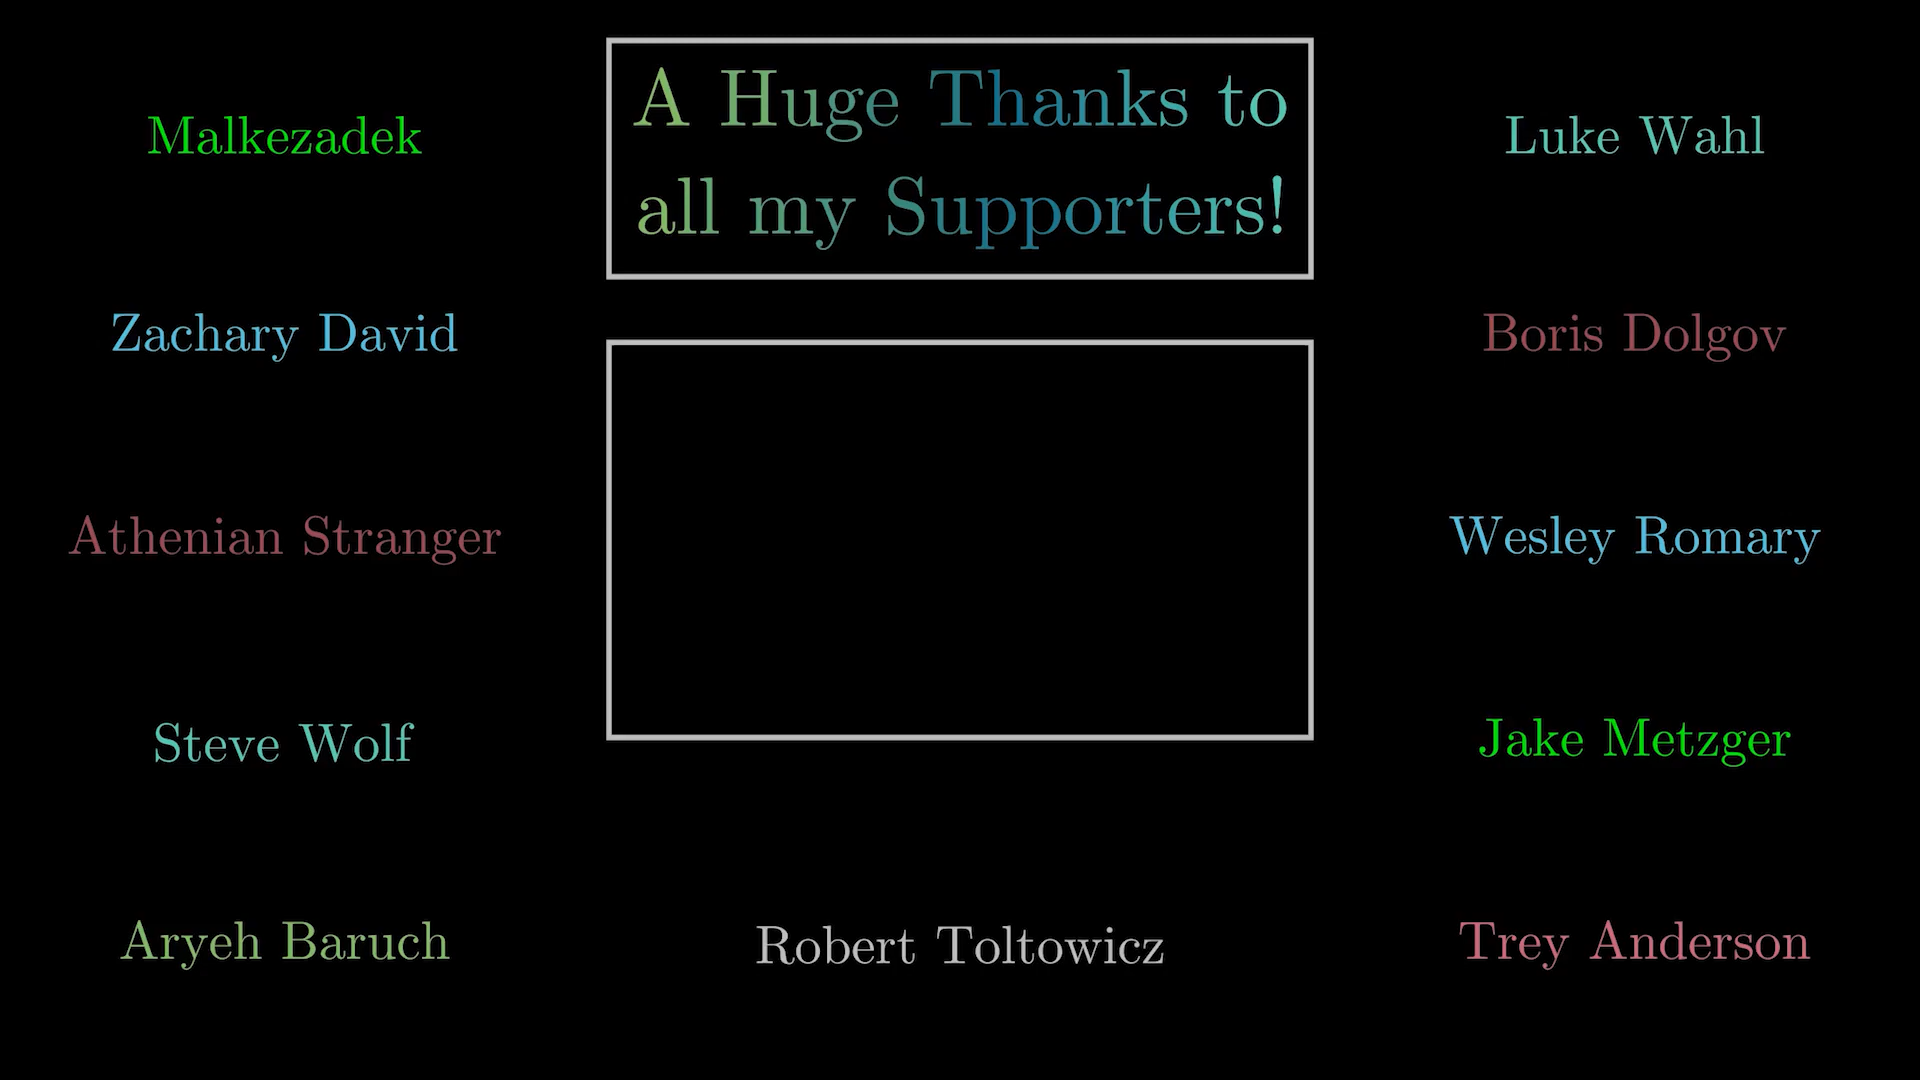 A Huge Thanks to
all my Supporters!
Malkezadek
Zachary David
Athenian Stranger
Steve Wolf
Aryeh Baruch
Robert Toltowicz
Luke Wahl
Boris Dolgov
Wesley Romary
Jake Metzger
Trey Anderson